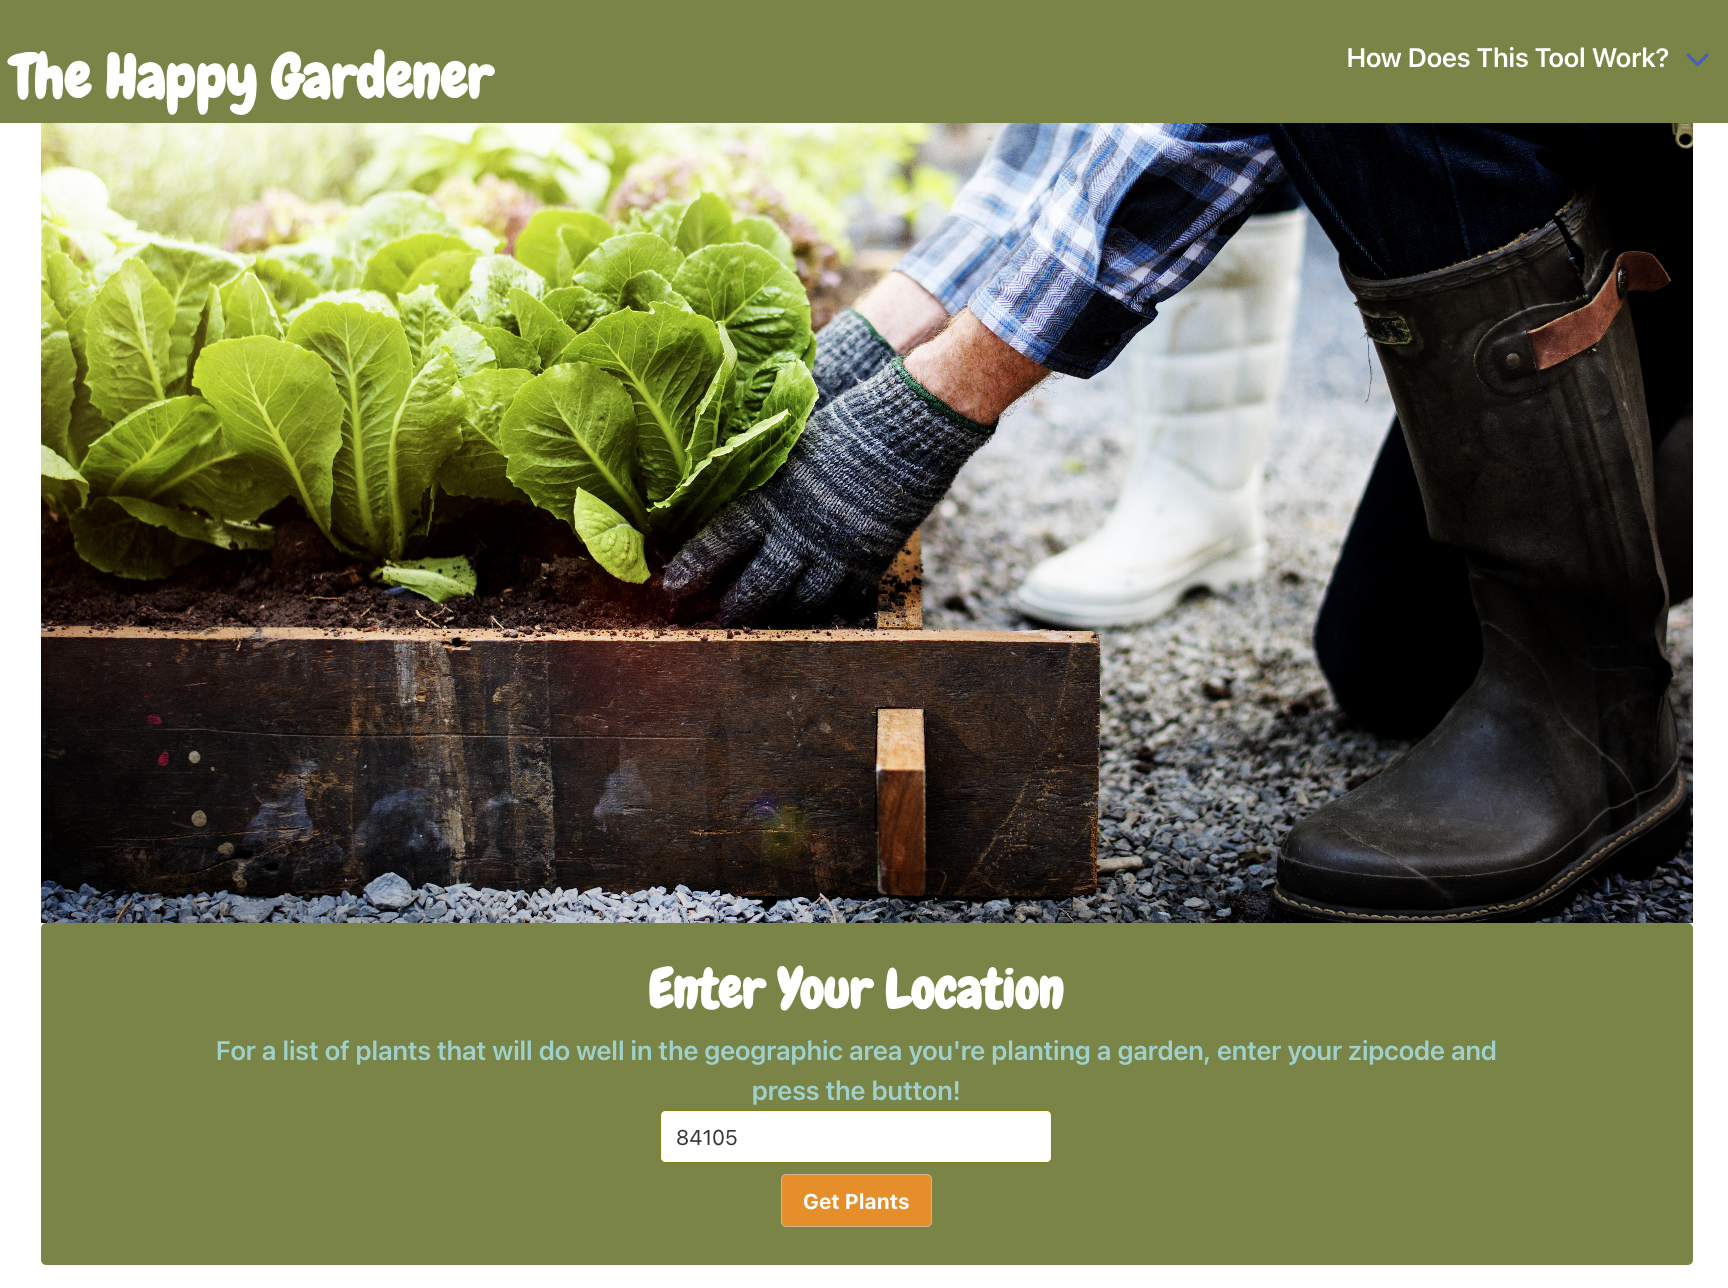 The Happy Gardener
How Does This Tool Work?
Enter Your Location
For a list of plants that will do well in the geographic area you're planting a garden, enter your zipcode and
press the button!
84105
Get Plants